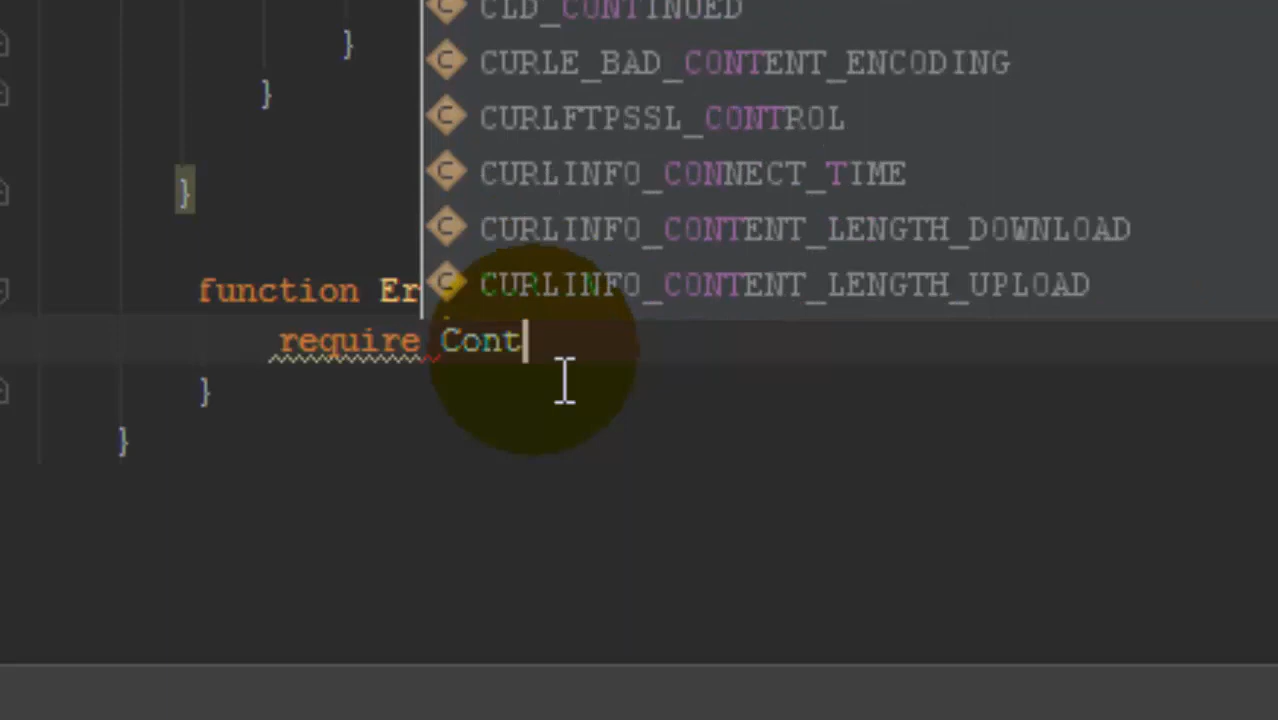 CLD_CONTINUED
}
CURLE_BAD_CONTENT_ENCODING
}
CURLFTPSSL_CONTROL
CURLINFO_CONNECT_TIME
}
CURLINFO_CONTENT_LENGTH_DOWNLOAD
function Er CURLINFO_CONTENT_LENGTH_UPLOAD
require Cont
}
}